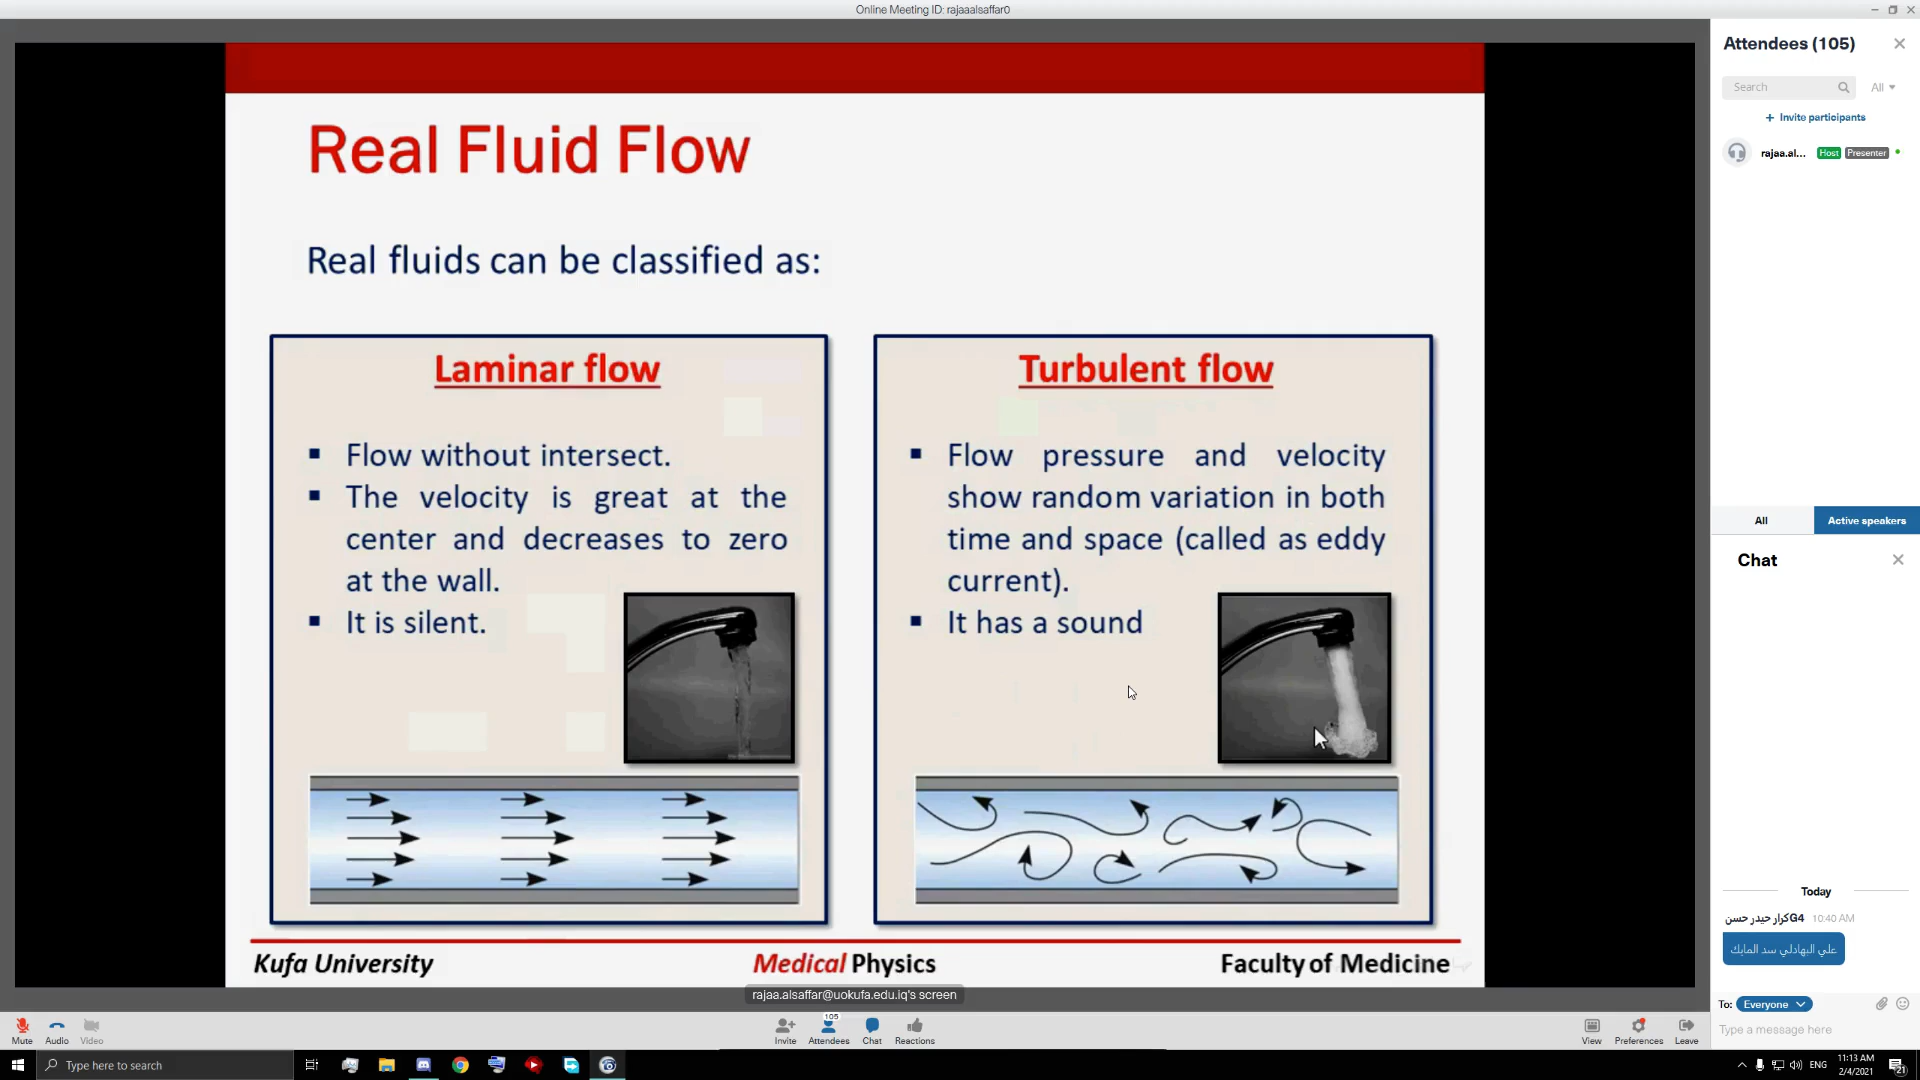 Online Meeting ID: rajaaalsaffar0
Real Fluid Flow
Real fluids can be classified as:
Laminar flow
▪ Flow without intersect.
▪ The velocity is great at the
center and decreases to zero
at the wall.
▪ It is silent.
Turbulent flow
▪ Flow pressure and velocity
show random variation in both
time and space (called as eddy
current).
▪ It has a sound
Kufa University
Medical Physics
Faculty of Medicine
rajaa.alsaffar@uokufa.edu.iq's screen
Attendees (105)
Search
All
+ Invite participants
rajaa.al... Host Presenter
All
Active speakers
Chat
Today
G4كرار حيدر حسن 10:40 AM
علي البهادلي سد المايك
To: Everyone
Type a message here
Mute
Audio
Video
Invite
105
Attendees
Chat
Reactions
View
Preferences
Leave
Type here to search
ENG
11:13 AM
2/4/2021
21